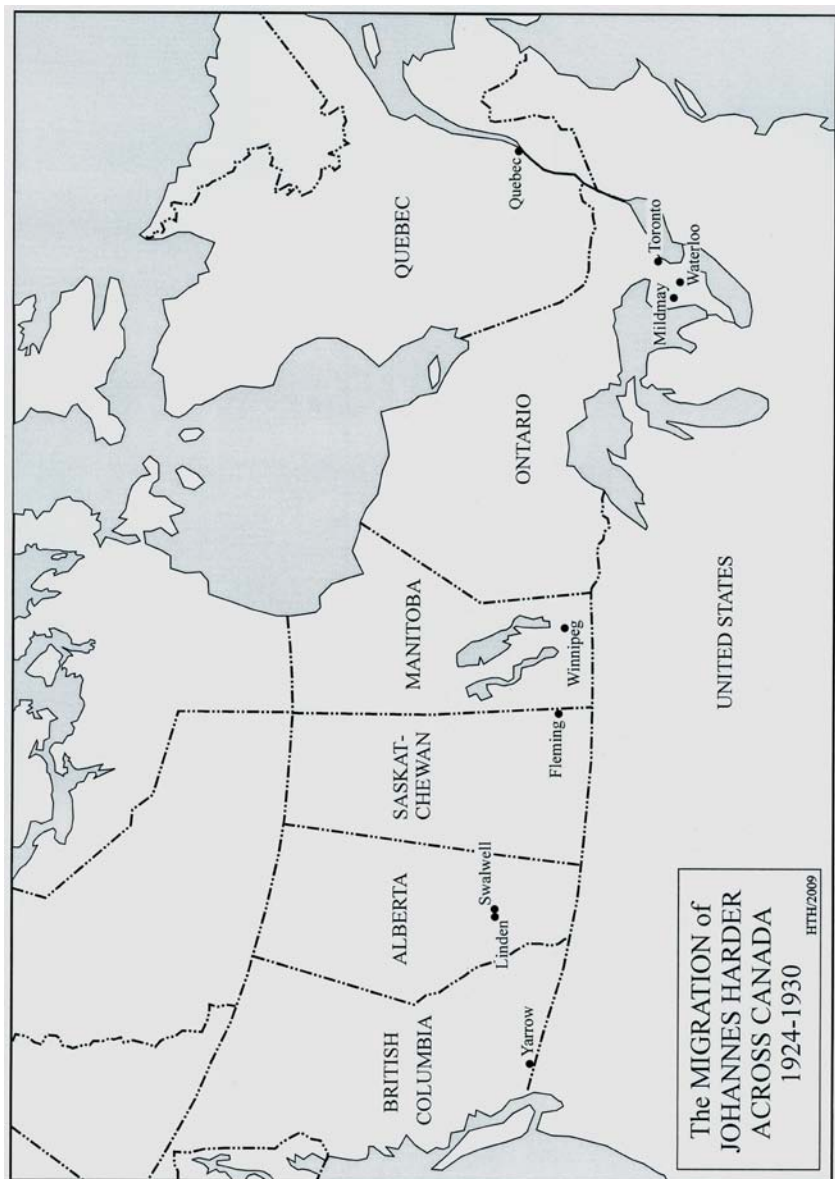 BRITISH
COLUMBIA
ALBERTA
SASKAT-
CHEWAN
MANITOBA
ONTARIO
QUEBEC
Yarrow
Linden
Swalwell
Fleming
Winnipeg
Mildmay
Waterloo
Toronto
Quebec
UNITED STATES
The MIGRATION of
JOHANNES HARDER
ACROSS CANADA
1924-1930
HTH/2009